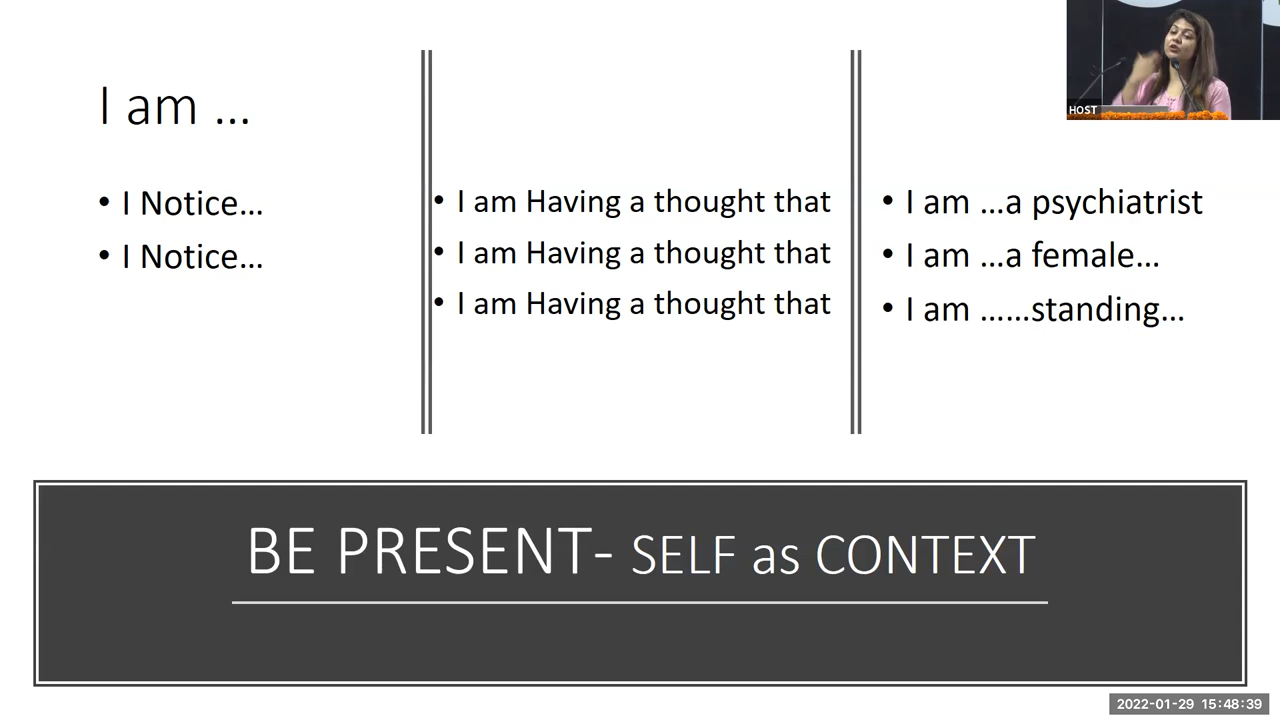 I am …
• I Notice…
• I Notice…
• I am Having a thought that
• I am Having a thought that
• I am Having a thought that
• I am …a psychiatrist
• I am …a female…
• I am ……standing…
HOST
BE PRESENT- SELF as CONTEXT
2022-01-29 15:48:39